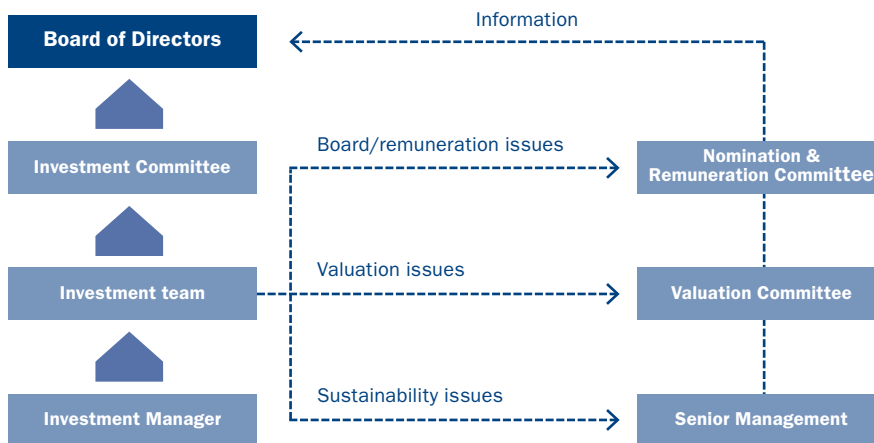 Information
Board of Directors
Board/remuneration issues
Investment Committee
Nomination &
Remuneration Committee
Valuation issues
Investment team
Valuation Committee
Sustainability issues
Investment Manager
Senior Management